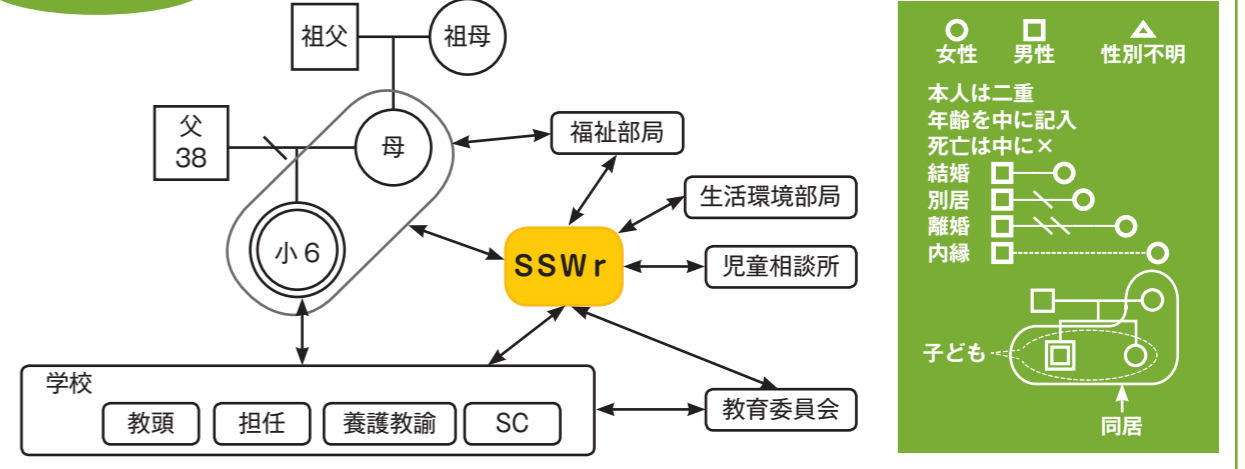 祖父
祖母
父
38
母
小6
福祉部局
生活環境部局
SSWr
児童相談所
学校
教頭
担任
養護教諭
SC
教育委員会
女性
男性
性別不明
本人は二重
年齢を中に記入
死亡は中に×
結婚
別居
離婚
内縁
子ども
同居